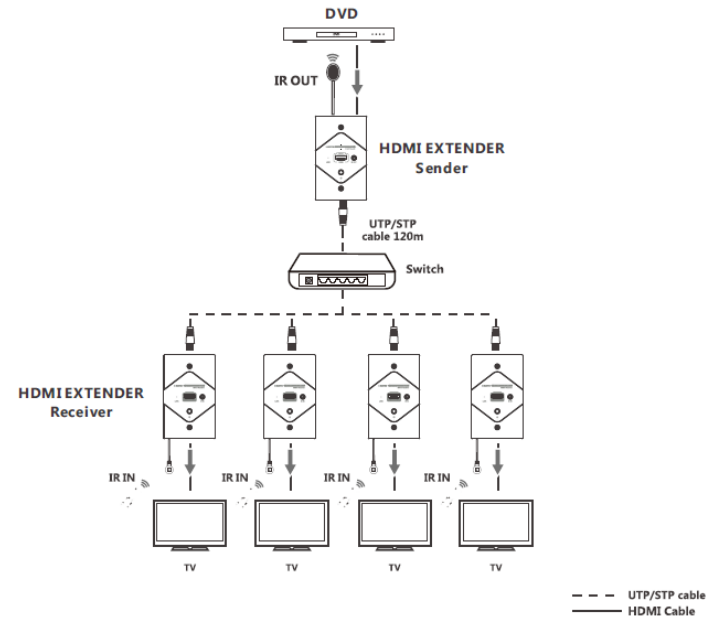 DVD
IR OUT
HDMI EXTENDER
Sender
UTP/STP
cable 120m
Switch
HDMI EXTENDER
Receiver
IR IN
IR IN
IR IN
IR IN
TV
TV
TV
TV
UTP/STP cable
HDMI Cable